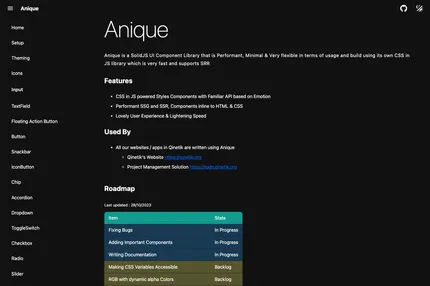 Anique
Home
Setup
Theming
Icons
Input
TextField
Floating Action Button
Button
Snackbar
IconButton
Chip
Accordion
Dropdown
ToggleSwitch
Checkbox
Radio
Slider
Anique
Anique is a SolidJS UI Component Library that is Performant, Minimal & Very flexible in terms of usage and build using its own CSS in
JS library which is very fast and supports SRR
Features
CSS in JS powered Styles Components with Familiar API based on Emotion
Performant SSQ and SSR, Components inline to HTML & CSS
Lovely User Experience & Lightening Speed
Used By
All our websites / apps in Qinetik are written using Anique
Qinetik's Website https://qinetik.org
Project Management Solution
Roadmap
Last updated : 28/10/2023
Item State
Fixing Bugs In Progress
Adding Important Components In Progress
Writing Documentation In Progress
Making CSS Variables Accessible Backlog
RGB with dynamic alpha Colors Backlog